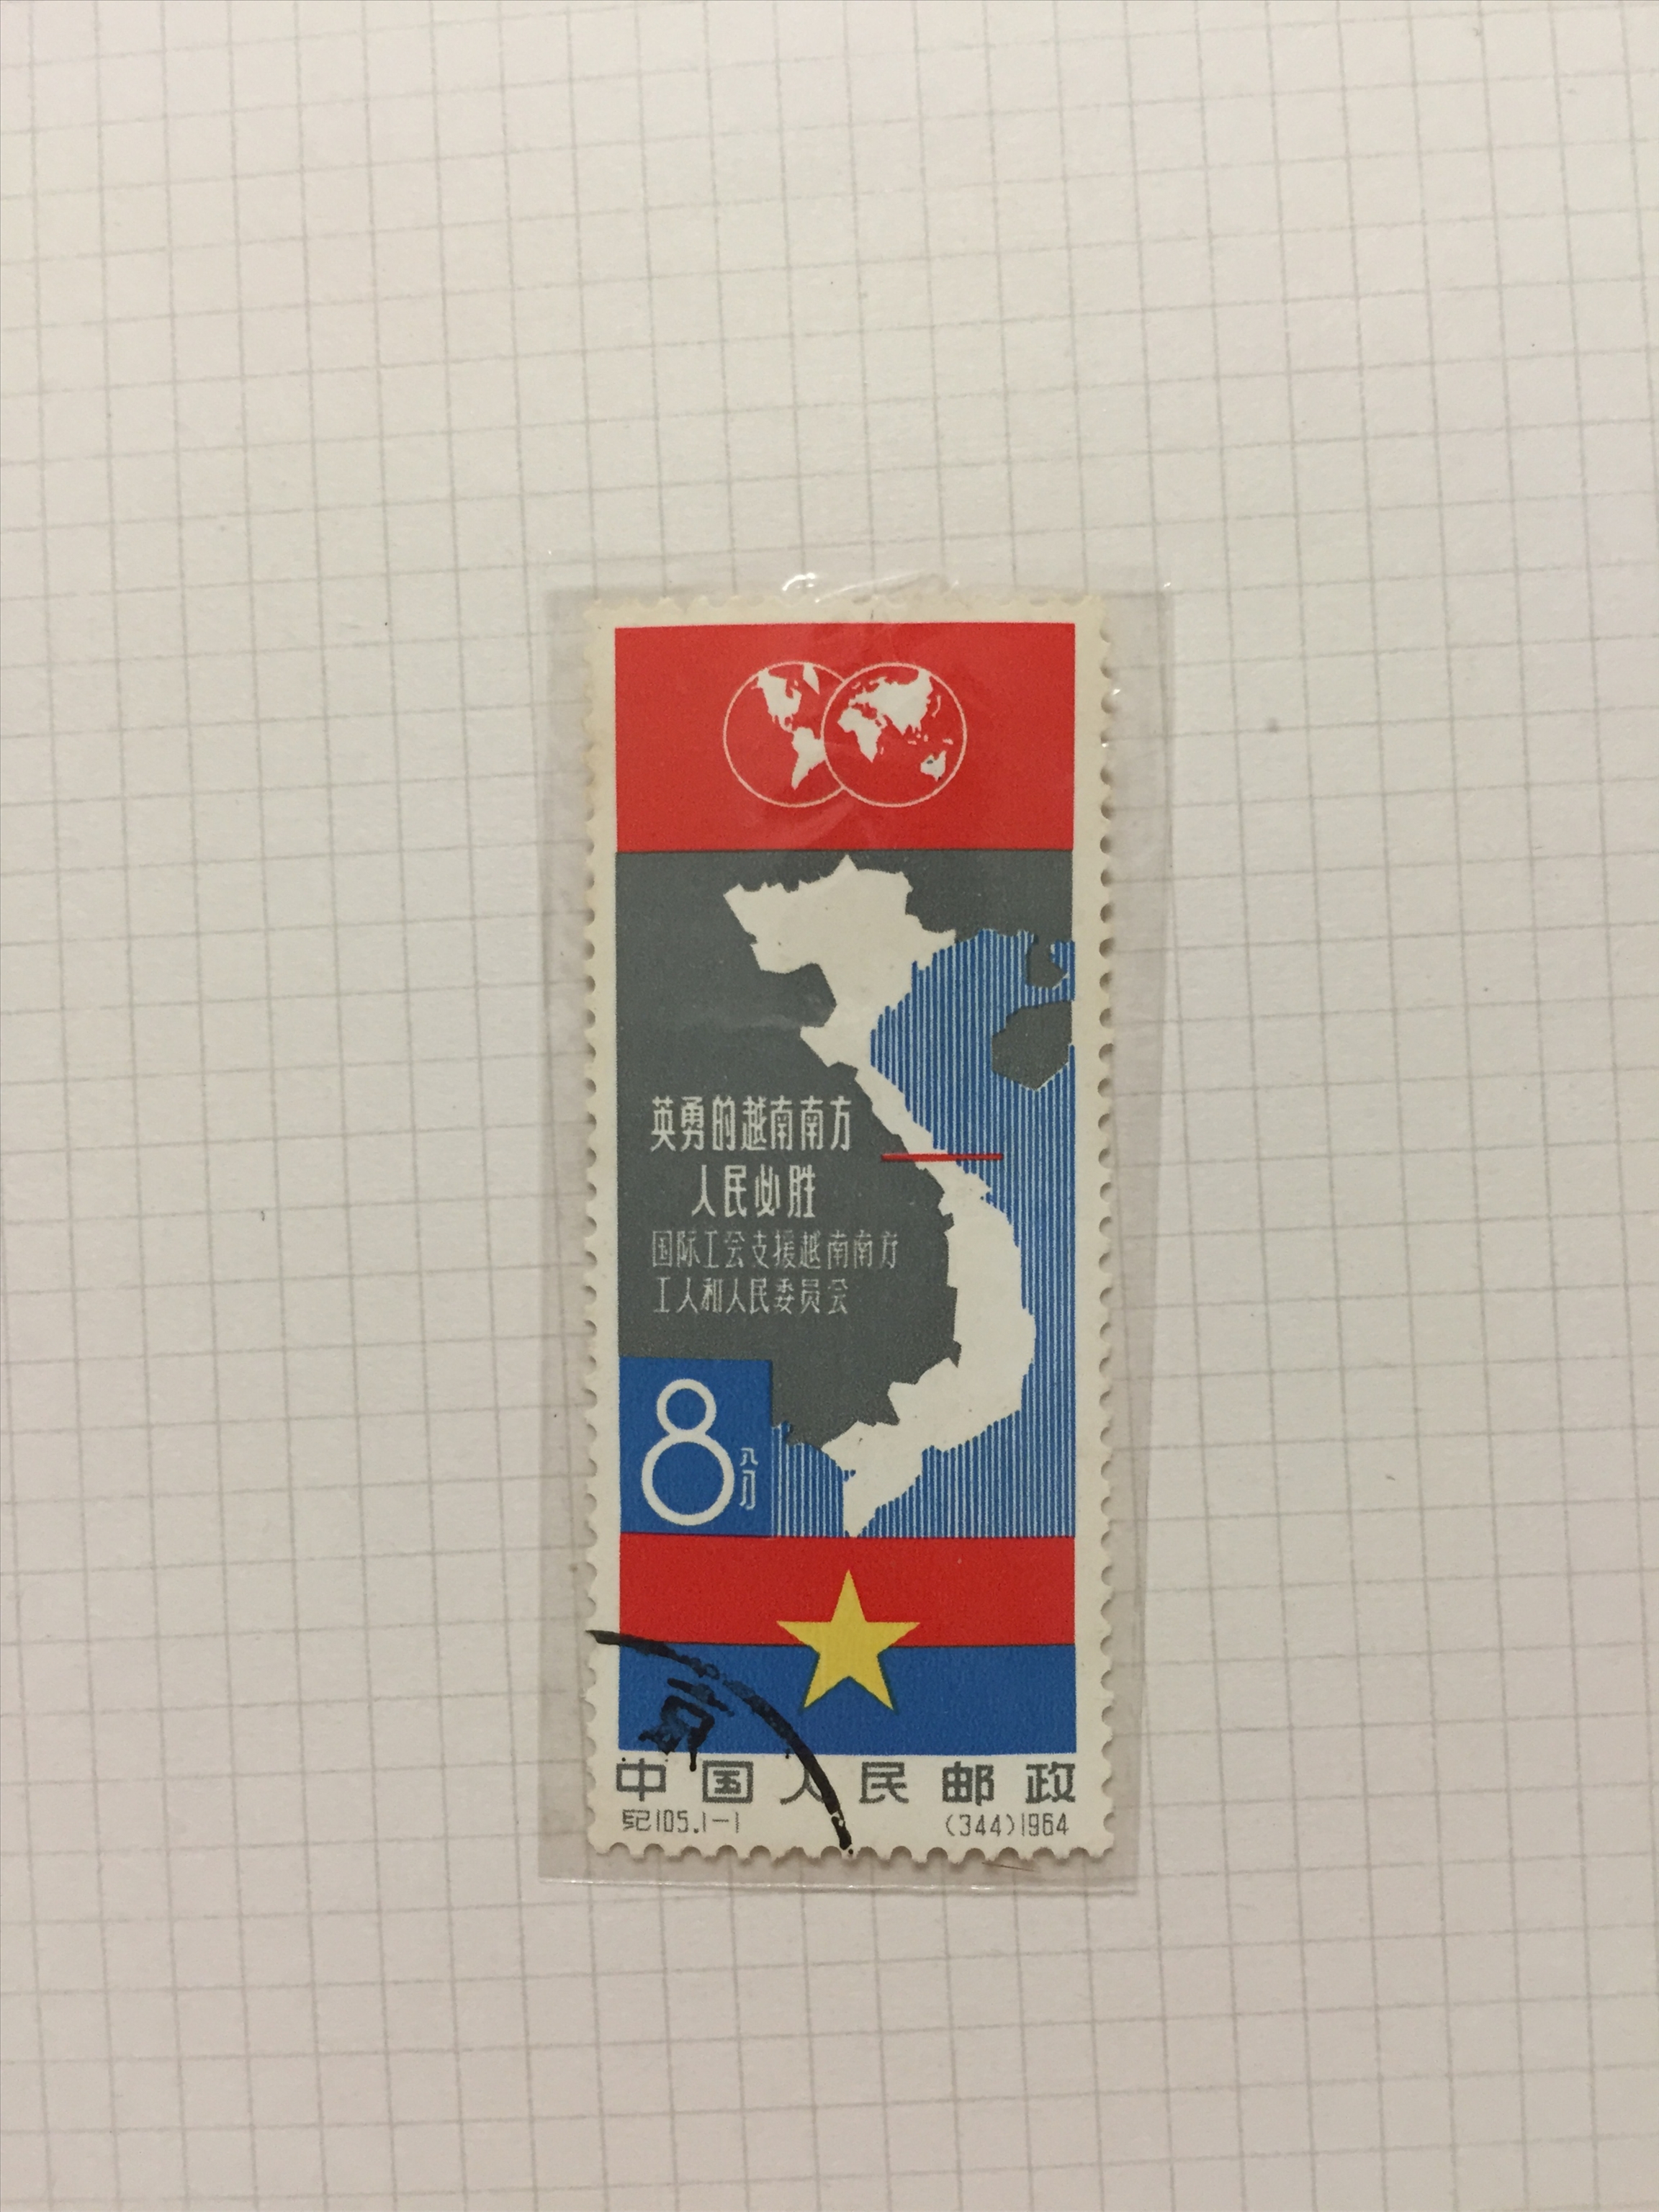 英勇的越南南方
人民必胜
国际工会支援越南南方
工人和人民委员会
8分
京
中国人民邮政
纪105.1-1 (344)1964